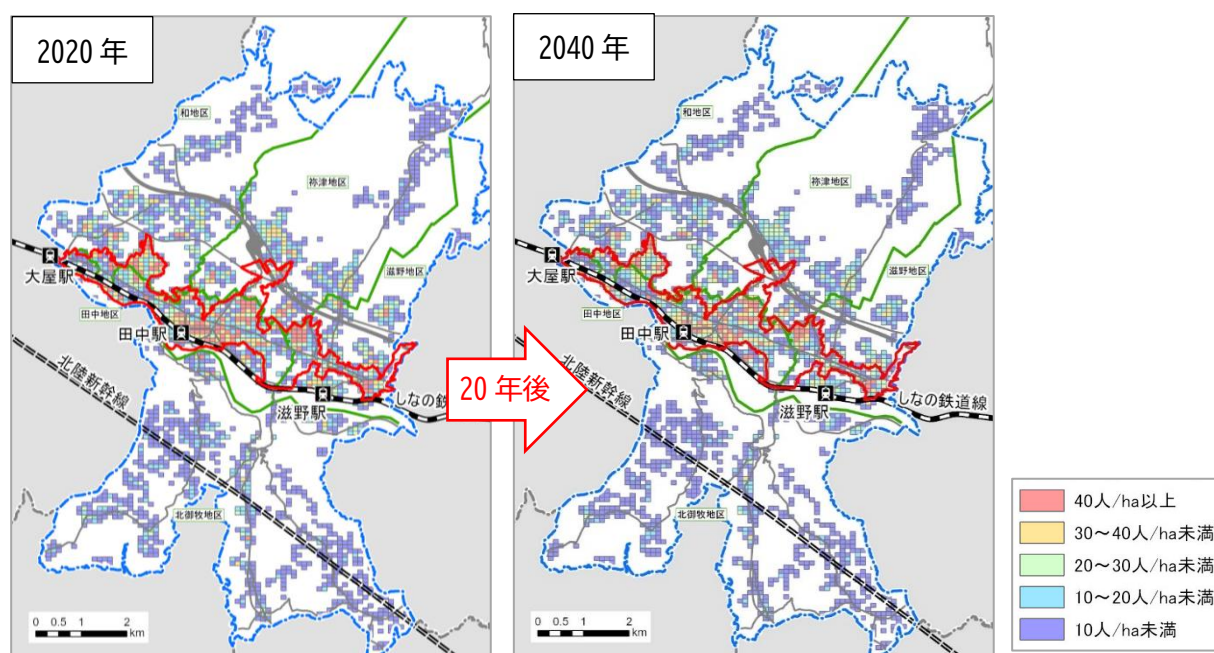 2020 年
和地区
祢津地区
滋野地区
大屋駅
田中地区
田中駅
北陸新幹線
滋野駅
しなの鉄
北御牧地区
0 0.5 1 2
km
20 年後
2040 年
和地区
祢津地区
滋野地区
大屋駅
田中地区
田中駅
北陸新幹線
滋野駅
しなの鉄道線
北御牧地区
0 0.5 1 2
km
40人/ha以上
30～40人/ha未満
20～30人/ha未満
10～20人/ha未満
10人/ha未満